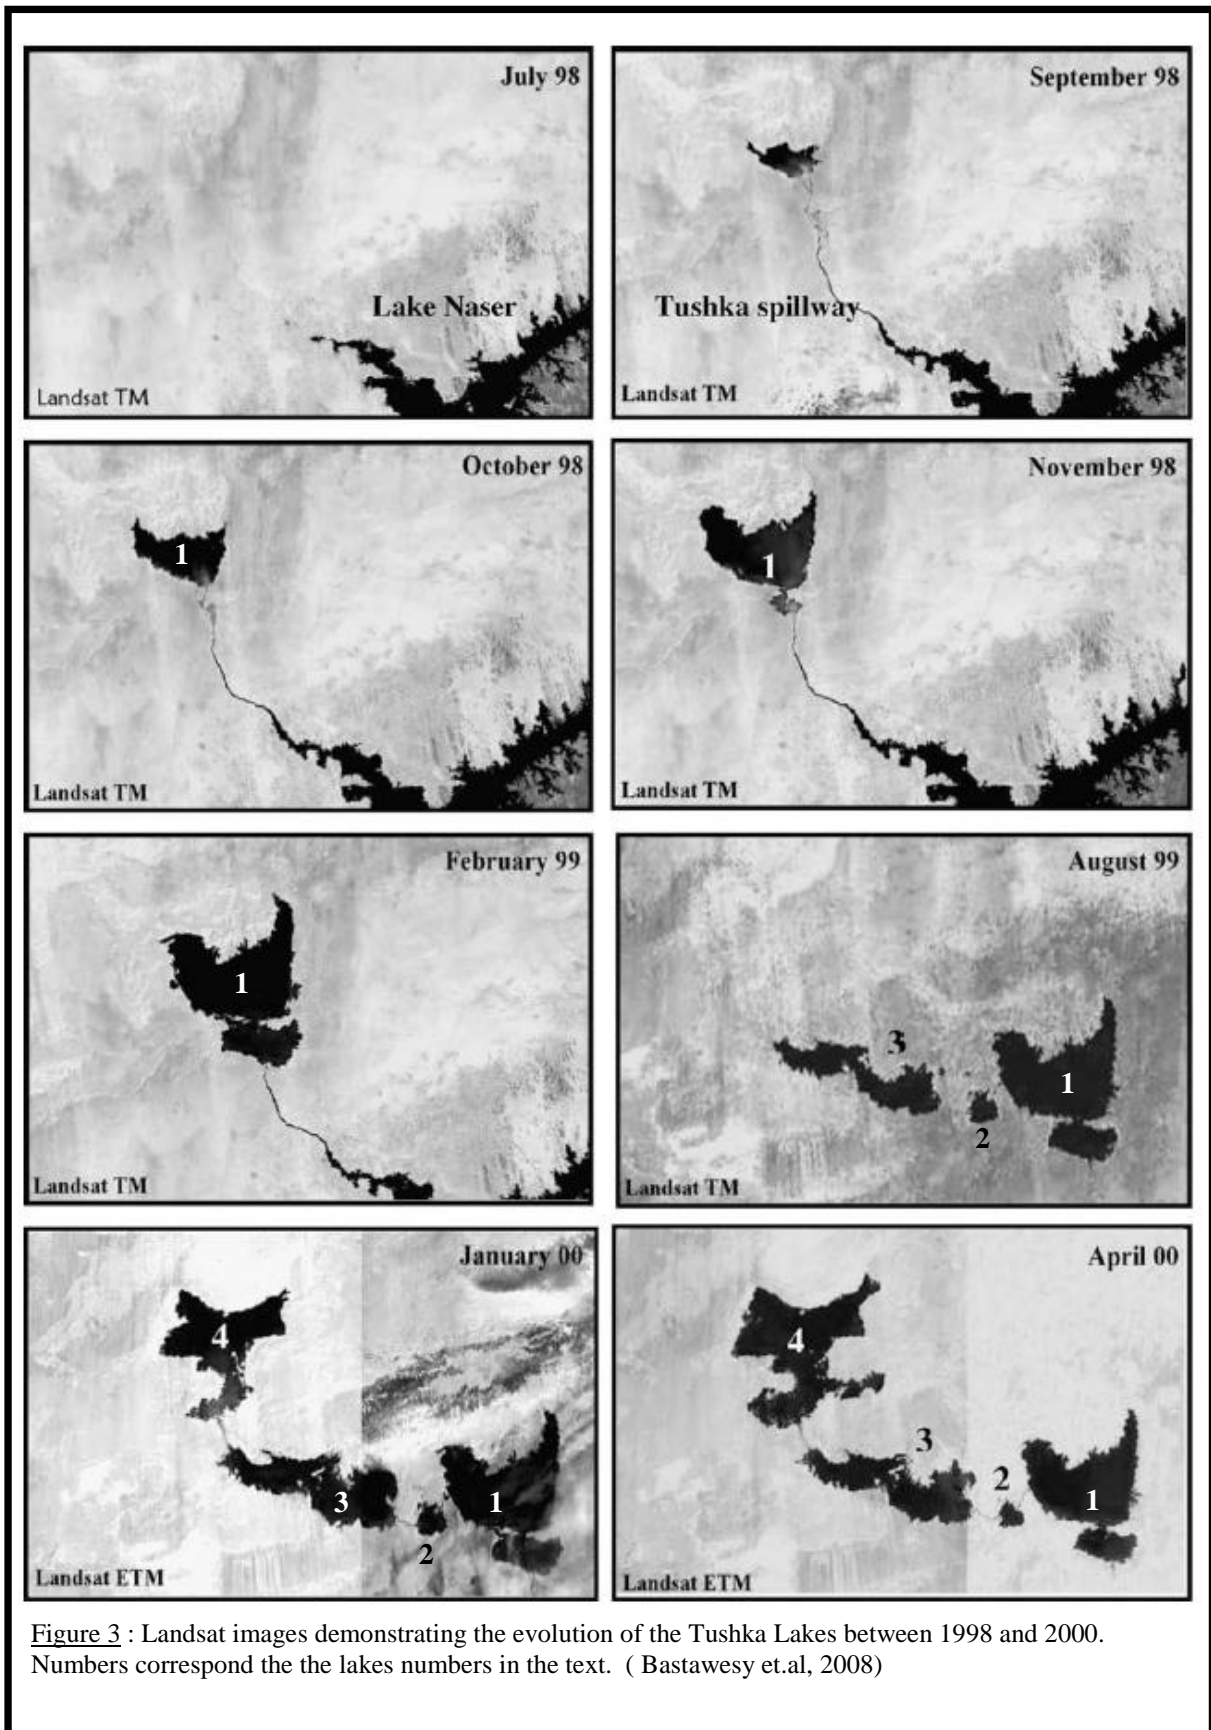 July 98
Lake Naser
Landsat TM
September 98
Tushka spillway
Landsat TM
October 98
1
Landsat TM
November 98
1
Landsat TM
February 99
1
Landsat TM
August 99
3
1
2
Landsat TM
January 00
4
3
1
2
Landsat ETM
April 00
4
3
2
1
Landsat ETM
Figure 3 : Landsat images demonstrating the evolution of the Tushka Lakes between 1998 and 2000.
Numbers correspond the the lakes numbers in the text. ( Bastawesy et.al, 2008)